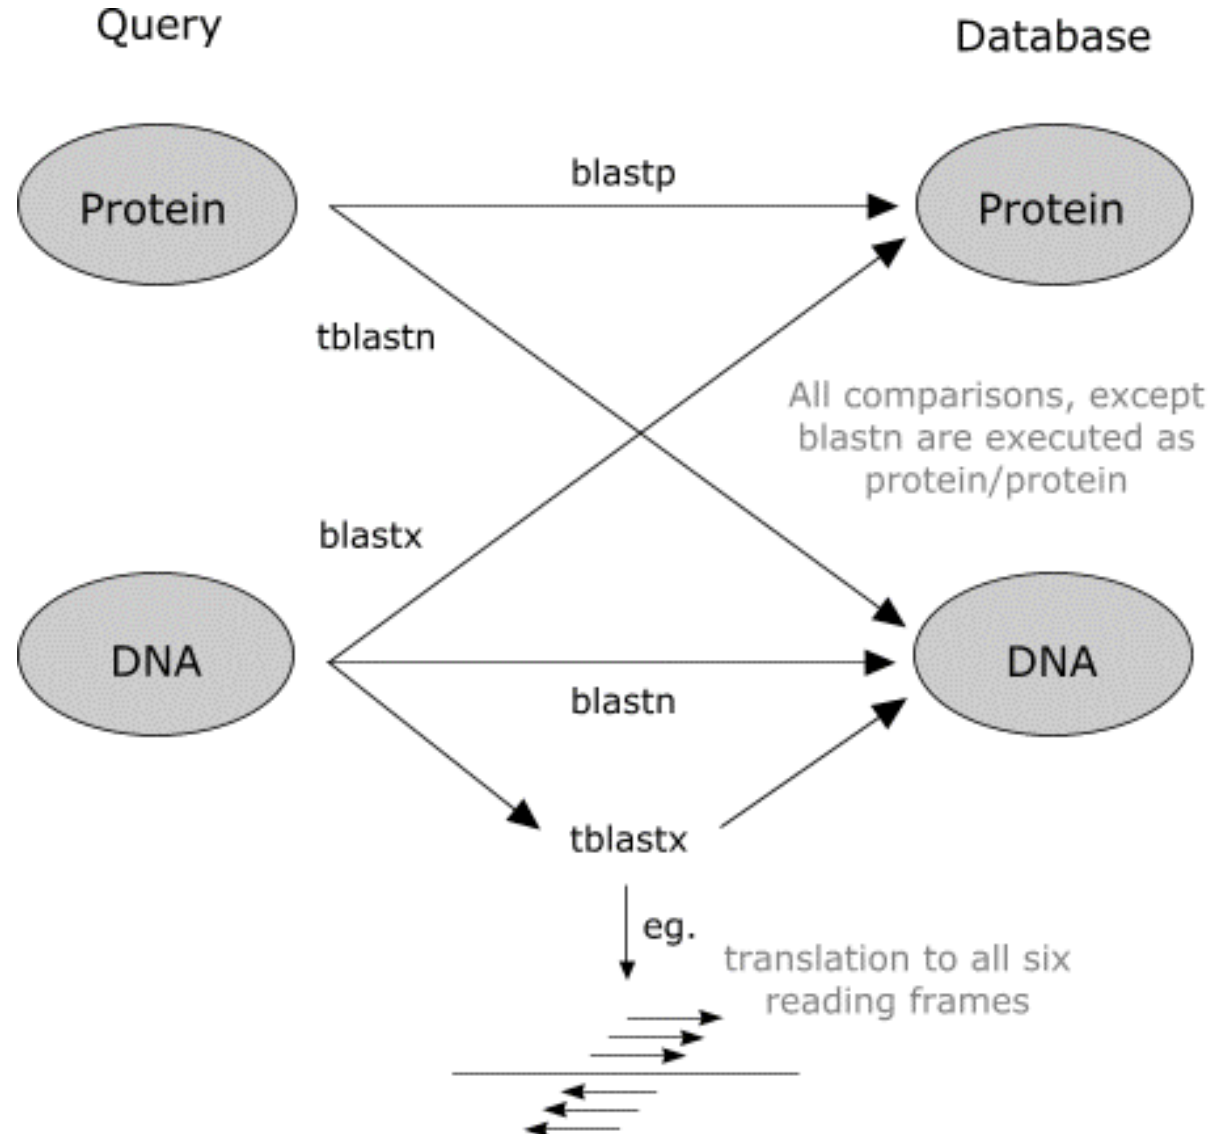 Query
Database
Protein
blastp
Protein
tblastn
All comparisons, except
blastn are executed as
protein/protein
blastx
DNA
DNA
blastn
tblastx
eg.
translation to all six
reading frames